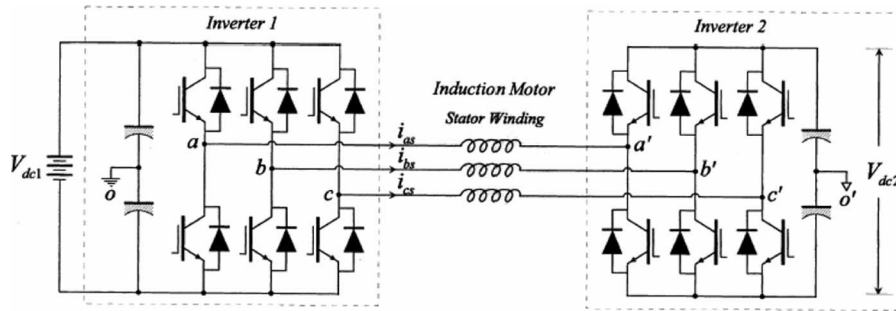 Inverter 1
Inverter 2
Induction Motor
Stator Winding
a
i_as
a'
V_dc1
o
b
i_bs
b'
o'
V_dc2
c
i_cs
c'